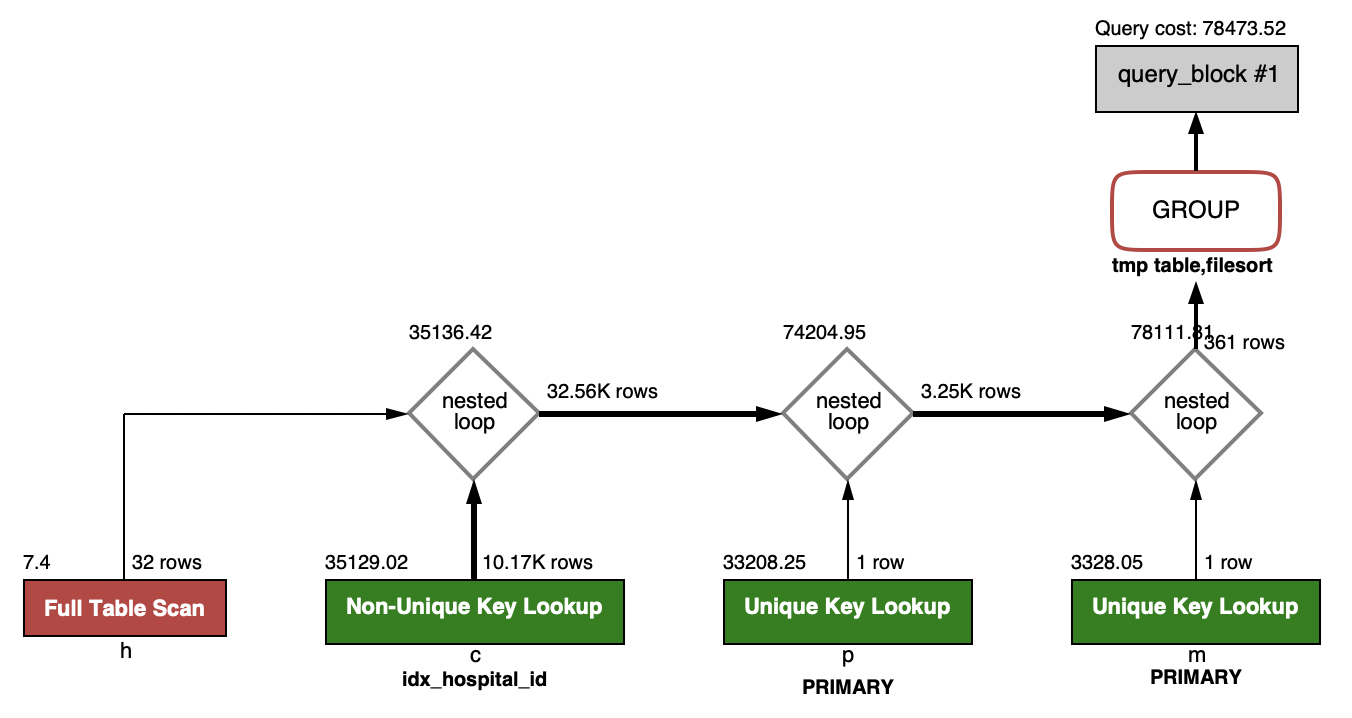 Query cost: 78473.52
query_block #1
GROUP
tmp table,filesort
35136.42
74204.95
78111.81
361 rows
nested
loop
32.56K rows
nested
loop
3.25K rows
nested
loop
7.4
32 rows
35129.02
10.17K rows
33208.25
1 row
3328.05
1 row
Full Table Scan
Non-Unique Key Lookup
Unique Key Lookup
Unique Key Lookup
h
c
p
m
idx_hospital_id
PRIMARY
PRIMARY